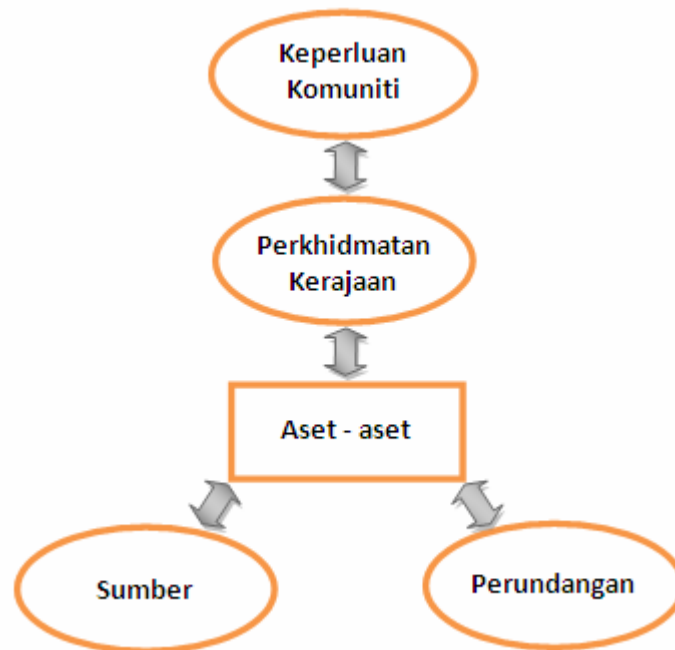 Keperluan
Komuniti
Perkhidmatan
Kerajaan
Aset - aset
Sumber
Perundangan